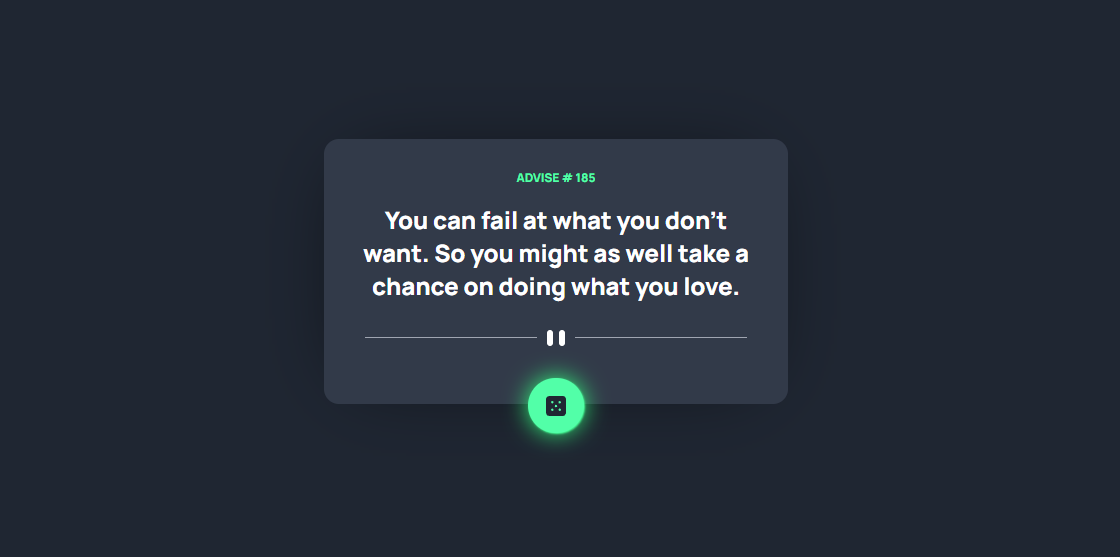 ADVISE # 185
You can fail at what you don't
want. So you might as well take a
chance on doing what you love.